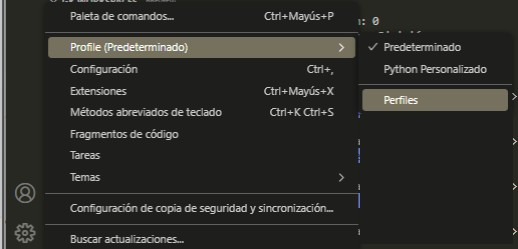 Paleta de comandos... Ctrl+Mayús+P
: 0
Profile (Predeterminado)
Predeterminado
Configuración Ctrl+,
Python Personalizado
Extensiones Ctrl+Mayús+X
Perfiles
Métodos abreviados de teclado Ctrl+K Ctrl+S
Fragmentos de código
Tareas
Temas
Configuración de copia de seguridad y sincronización...
Buscar actualizaciones...